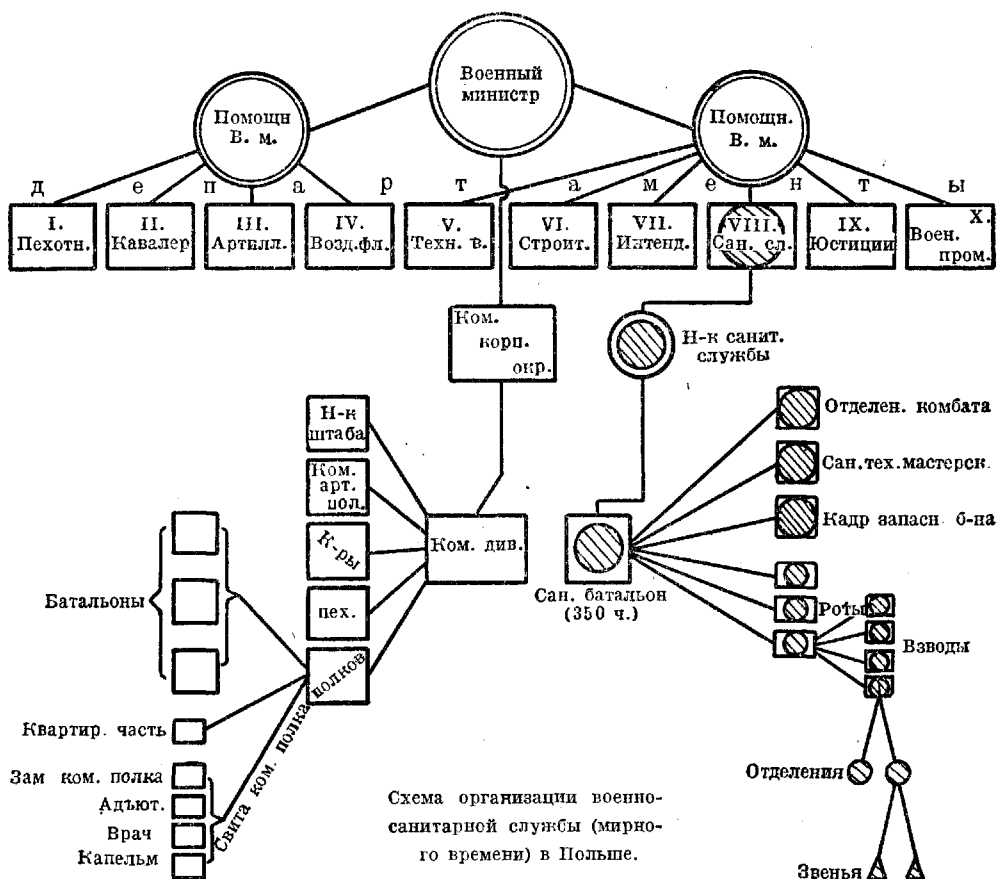 Военный
министр
Помощн
В. м.
Помощн.
В. м.
Департаменты
I.
Пехотн.
II.
Кавалер
III.
Артилл.
IV.
Возд.фл.
V.
Техн. в.
VI.
Строит.
VII.
Интенд.
VIII.
Сан. сл.
IX.
Юстиции
X.
Воен.
пром.
Ком.
корп.
окр.
Н-к санит.
службы
Н-к
штаба
Ком.
арт.
пол.
К-ры
пех.
полков
Ком. див.
Сан. батальон
(350 ч.)
Отделен. комбата
Сан.тех.мастерск.
Кадр запасн б-на
Роты
Взводы
Отделения
Звенья
Батальоны
Квартир. часть
Свита ком. полка
Зам ком. полка
Адъют.
Врач
Капельм
Схема организации военно-
санитарной службы (мирно-
го времени) в Польше.